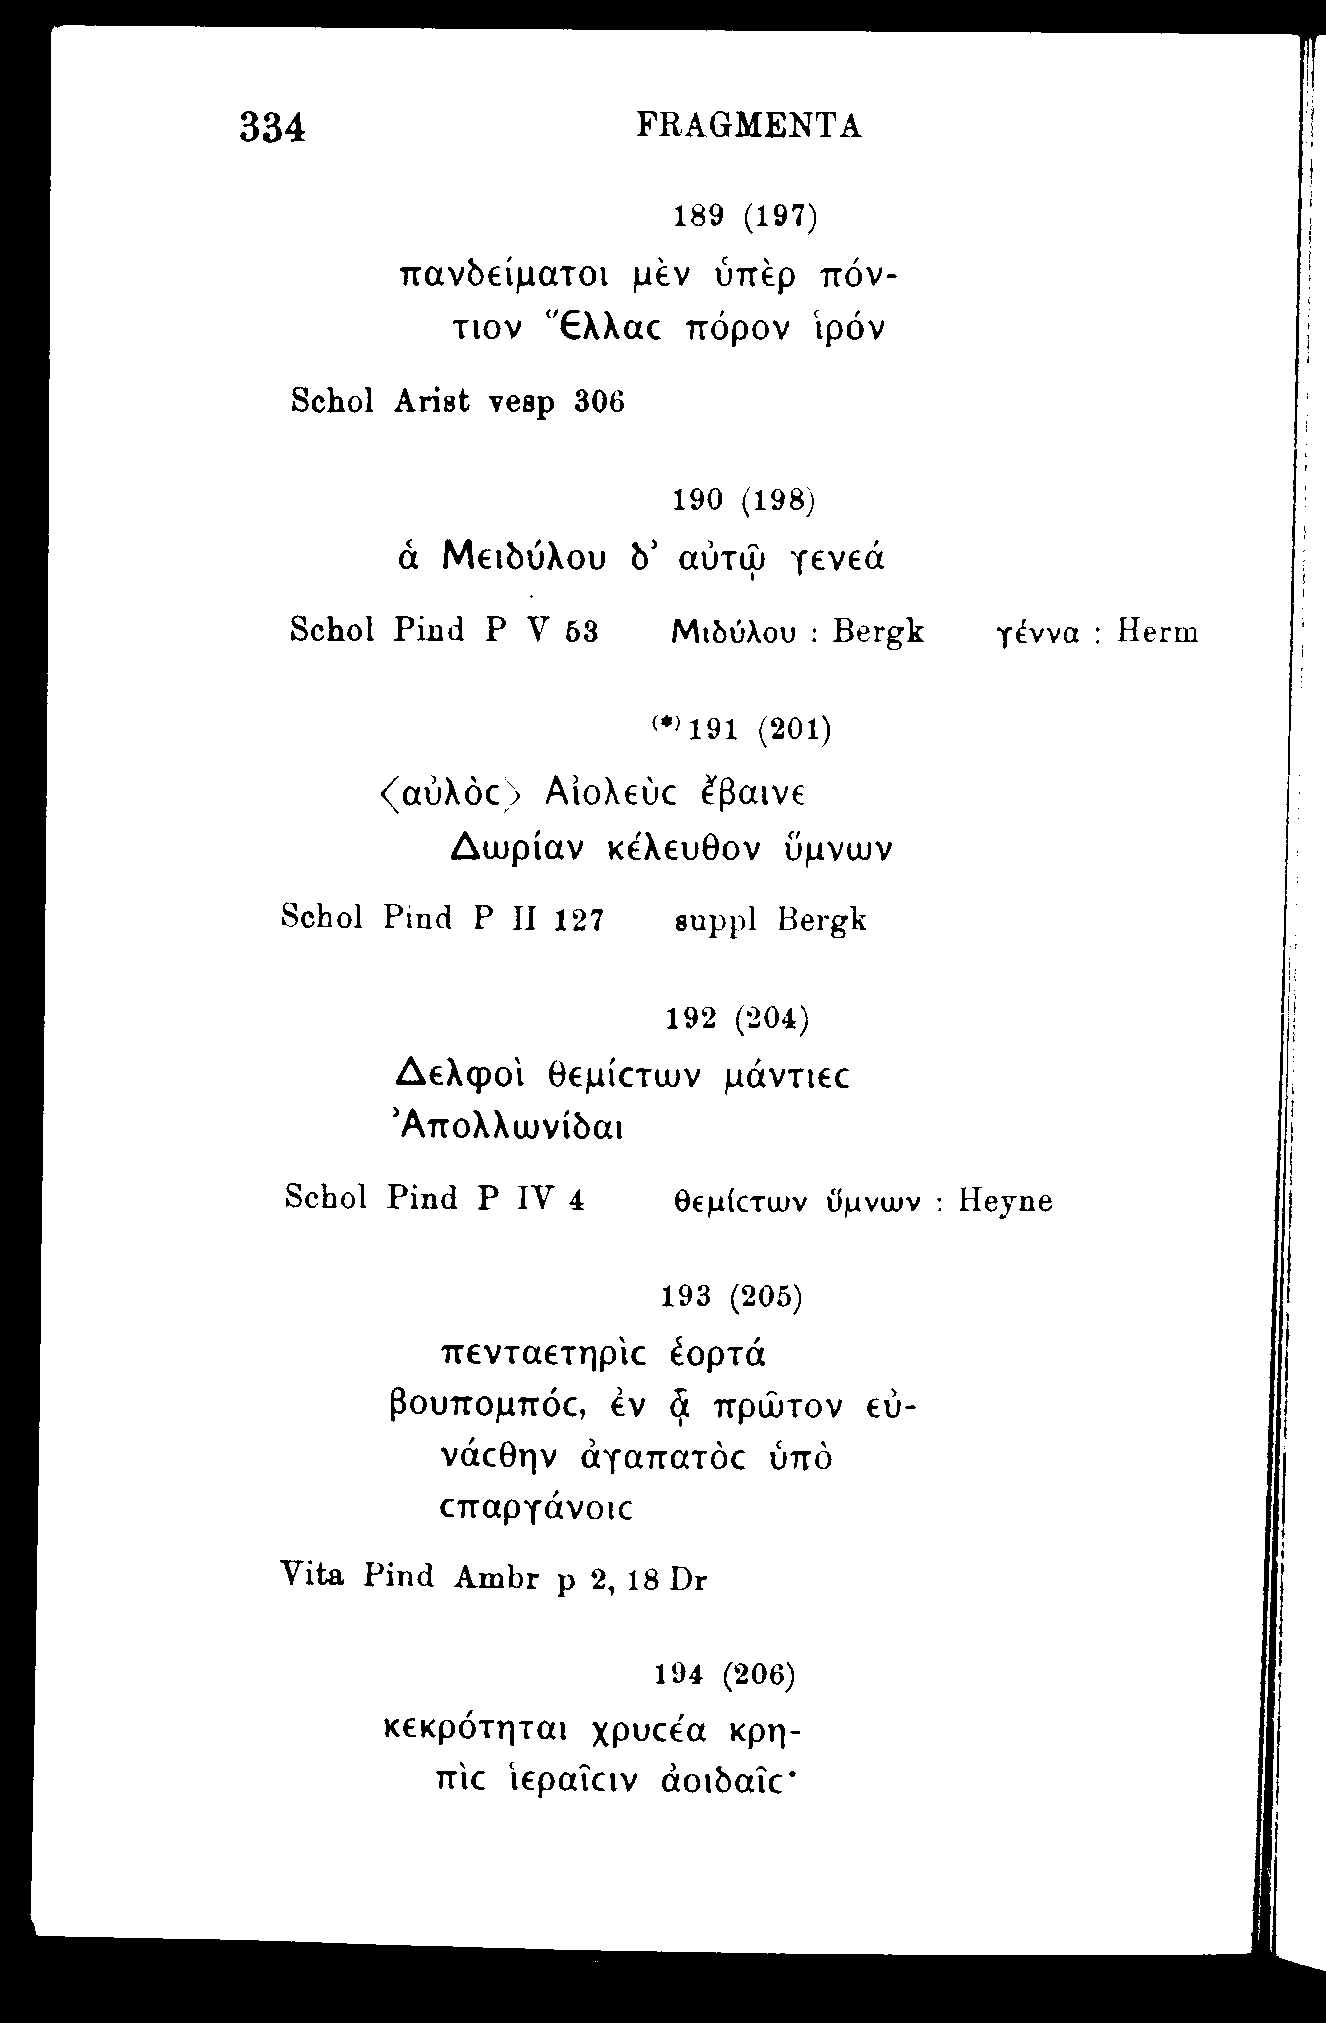 334 FRAGMENTA
189 (197)
πανδείματοι μὲν ὑπὲρ πόν-
τιον Ἕλλας πόρον ἱρόν
Schol Arist vesp 306
190 (198)
ἁ Μειδύλου δ’ αὐτῷ γενεά
Schol Pind P V 53 Μιδύλου : Bergk γέννα : Herm
(*)191 (201)
<αὐλὸϲ> Αἰολεὺϲ ἔβαινε
Δωρίαν κέλευθον ὕμνων
Schol Pind P II 127 suppl Bergk
192 (204)
Δελφοὶ θεμίϲτων μάντιεϲ
Ἀπολλωνίδαι
Schol Pind P IV 4 θεμίϲτων ὕμνων : Heyne
193 (205)
πενταετηρὶϲ ἑορτά
βουπομπόϲ, ἐν ᾇ πρῶτον εὐ-
νάϲθην ἀγαπατὸϲ ὑπὸ
ϲπαργάνοιϲ
Vita Pind Ambr p 2, 18 Dr
194 (206)
κεκρότηται χρυϲέα κρη-
πὶϲ ἱεραῖϲιν ἀοιδαῖϲ·